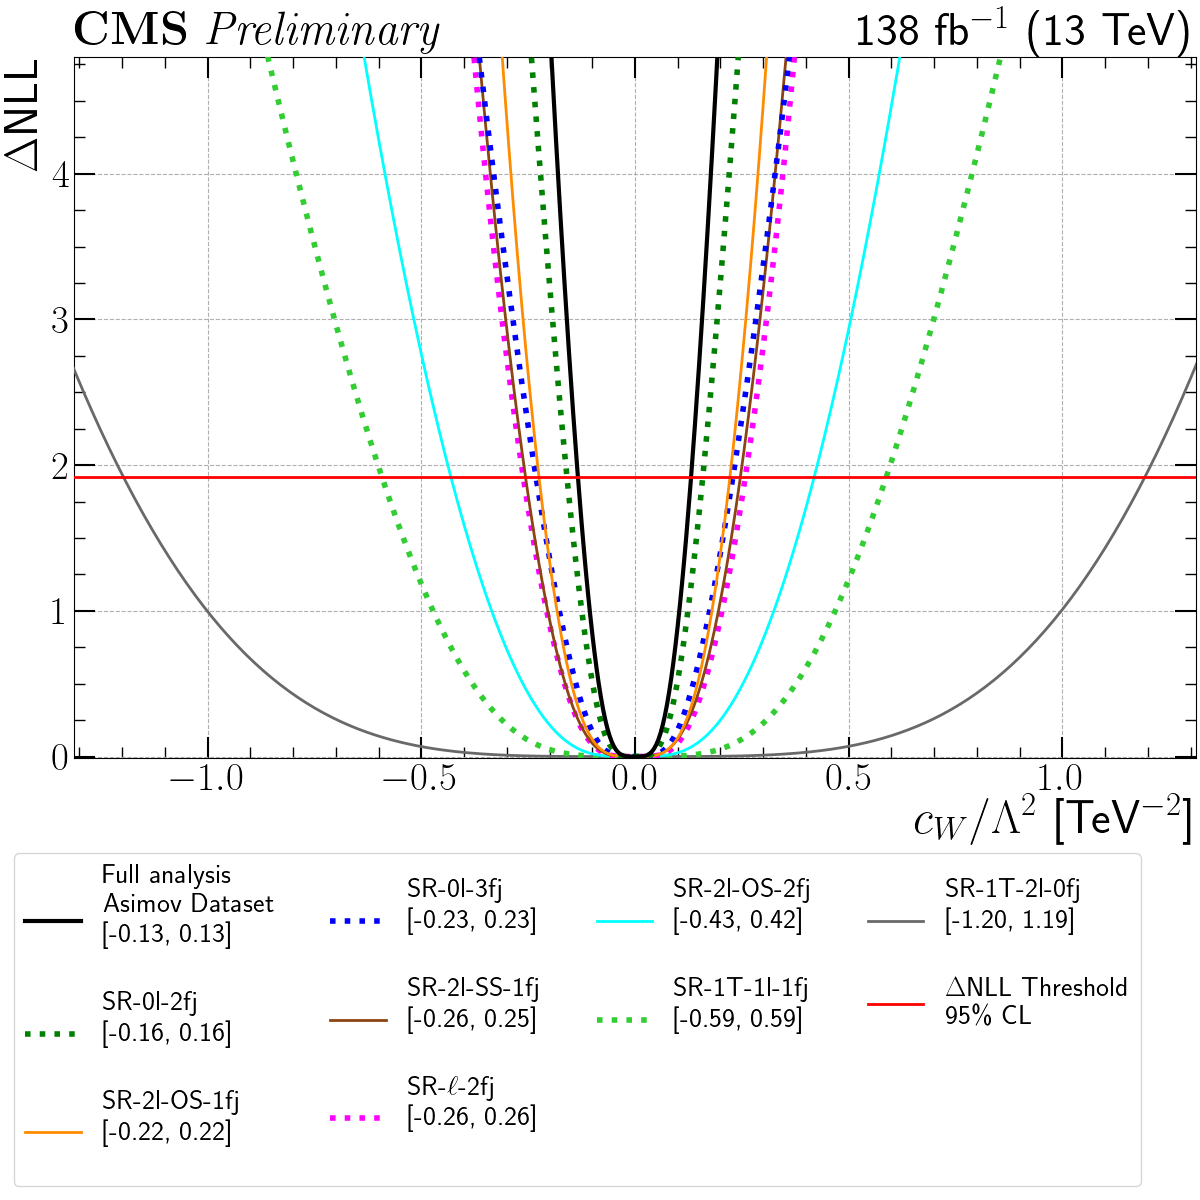 CMS Preliminary 138 fb⁻¹ (13 TeV)
ΔNLL
4
3
2
1
0
−1.0 −0.5 0.0 0.5 1.0
c_W/Λ² [TeV⁻²]
Full analysis
Asimov Dataset
[-0.13, 0.13]
SR-0l-2fj
[-0.16, 0.16]
SR-2l-OS-1fj
[-0.22, 0.22]
SR-0l-3fj
[-0.23, 0.23]
SR-2l-SS-1fj
[-0.26, 0.25]
SR-ℓ-2fj
[-0.26, 0.26]
SR-2l-OS-2fj
[-0.43, 0.42]
SR-1T-1l-1fj
[-0.59, 0.59]
SR-1T-2l-0fj
[-1.20, 1.19]
ΔNLL Threshold
95% CL